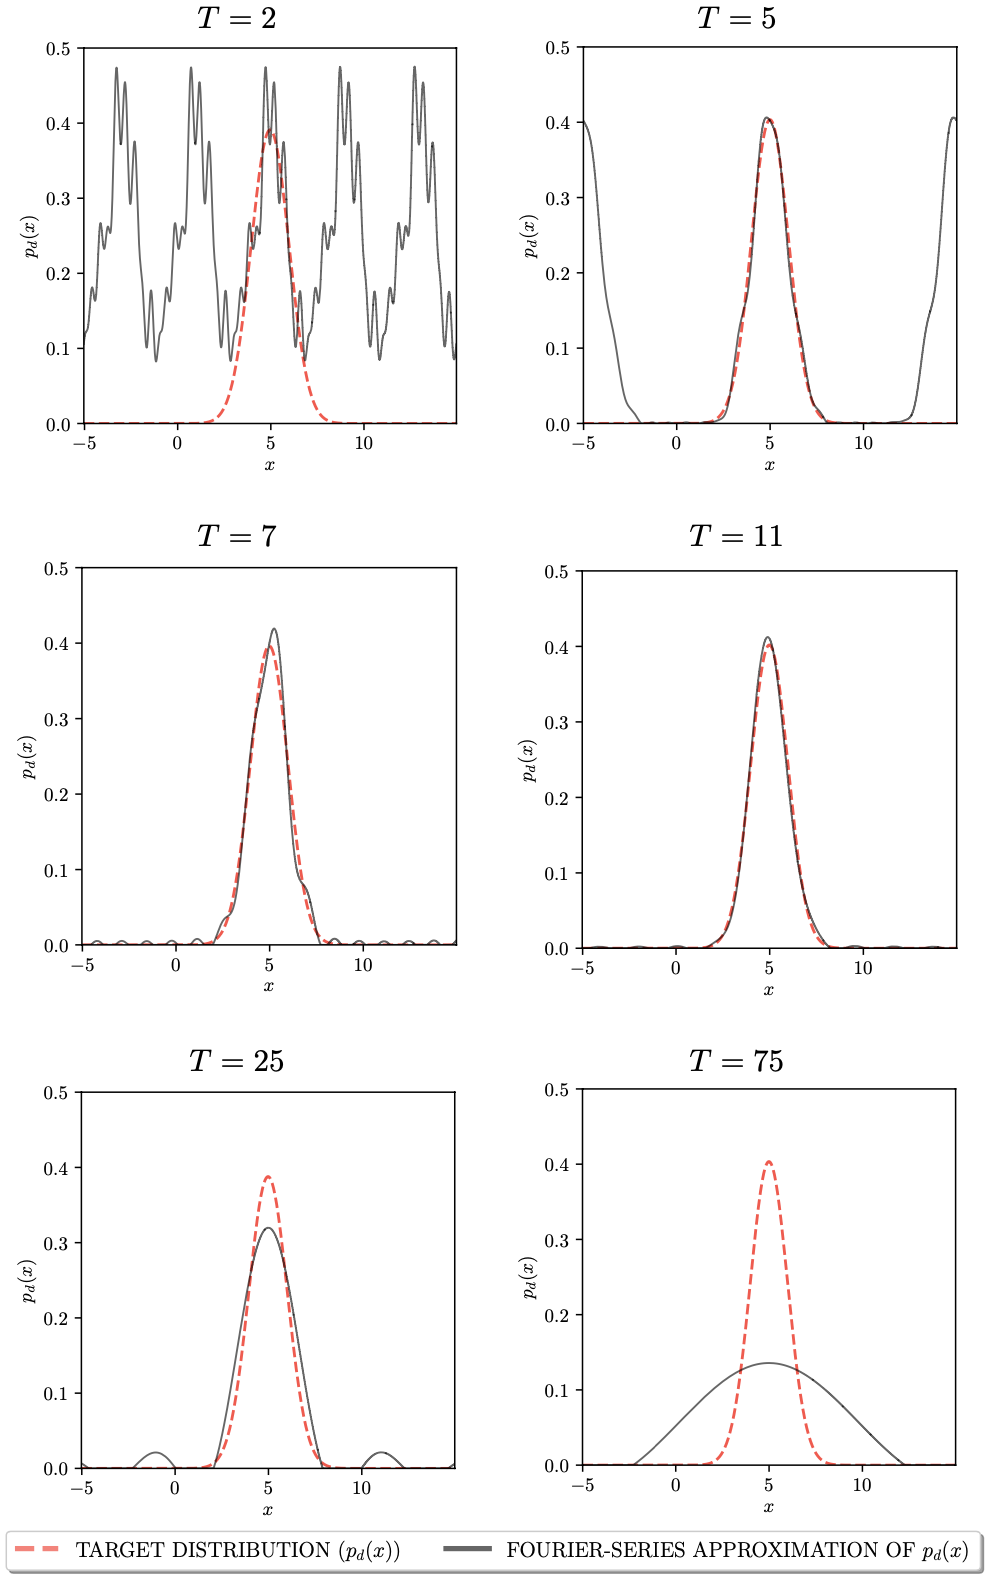 T = 2
0.5
0.4
0.3
0.2
0.1
0.0
p_d(x)
−5 0 5 10
x
T = 5
0.5
0.4
0.3
0.2
0.1
0.0
p_d(x)
−5 0 5 10
x
T = 7
0.5
0.4
0.3
0.2
0.1
0.0
p_d(x)
−5 0 5 10
x
T = 11
0.5
0.4
0.3
0.2
0.1
0.0
p_d(x)
−5 0 5 10
x
T = 25
0.5
0.4
0.3
0.2
0.1
0.0
p_d(x)
−5 0 5 10
x
T = 75
0.5
0.4
0.3
0.2
0.1
0.0
p_d(x)
−5 0 5 10
x
TARGET DISTRIBUTION (p_d(x)) FOURIER-SERIES APPROXIMATION OF p_d(x)